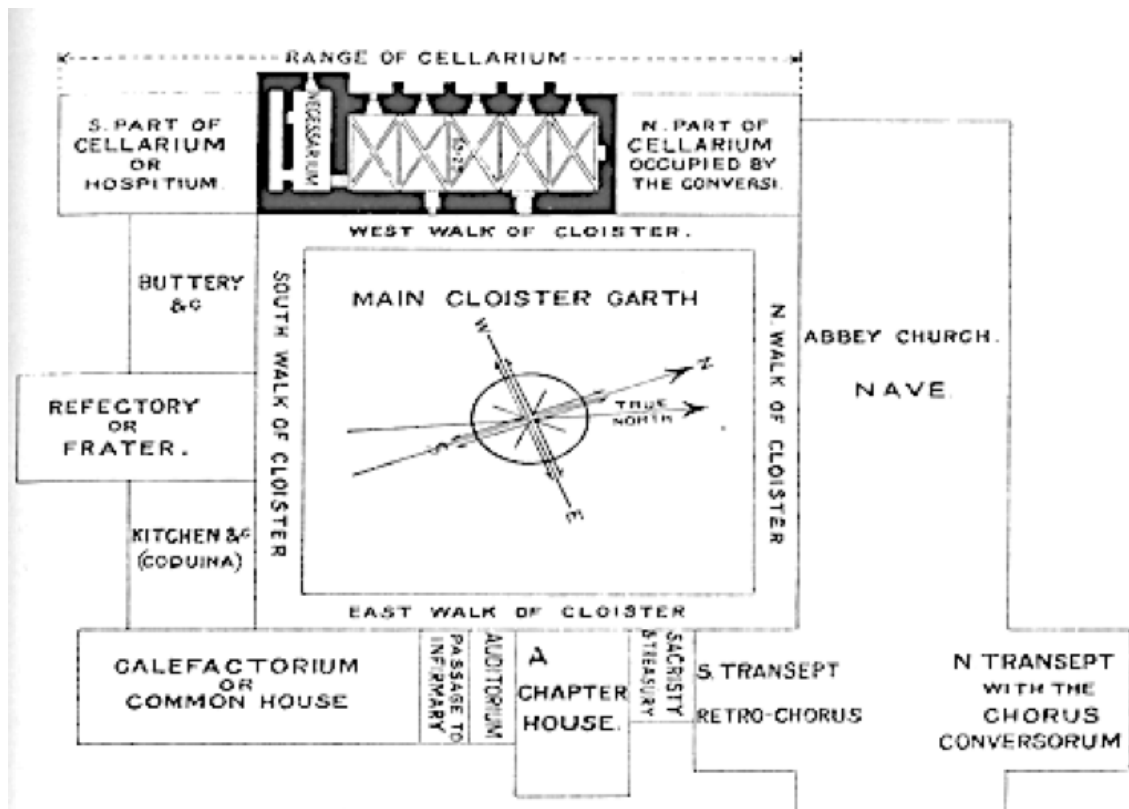 RANGE OF CELLARIUM
S. PART OF
CELLARIUM
OR
HOSPITIUM.
NECESSARIUM
N. PART OF
CELLARIUM
OCCUPIED BY
THE CONVERSI.
WEST WALK OF CLOISTER.
BUTTERY
&c
SOUTH WALK OF CLOISTER
MAIN CLOISTER GARTH
W
N
TRUE
NORTH
S
E
N. WALK OF CLOISTER
ABBEY CHURCH.
NAVE.
REFECTORY
OR
FRATER.
KITCHEN &c
(COQUINA)
EAST WALK OF CLOISTER
CALEFACTORIUM
OR
COMMON HOUSE
PASSAGE TO
INFIRMARY
AUDITORIUM
A
CHAPTER
HOUSE.
SACRISTY
& TREASURY
S. TRANSEPT
RETRO-CHORUS
N TRANSEPT
WITH THE
CHORUS
CONVERSORUM